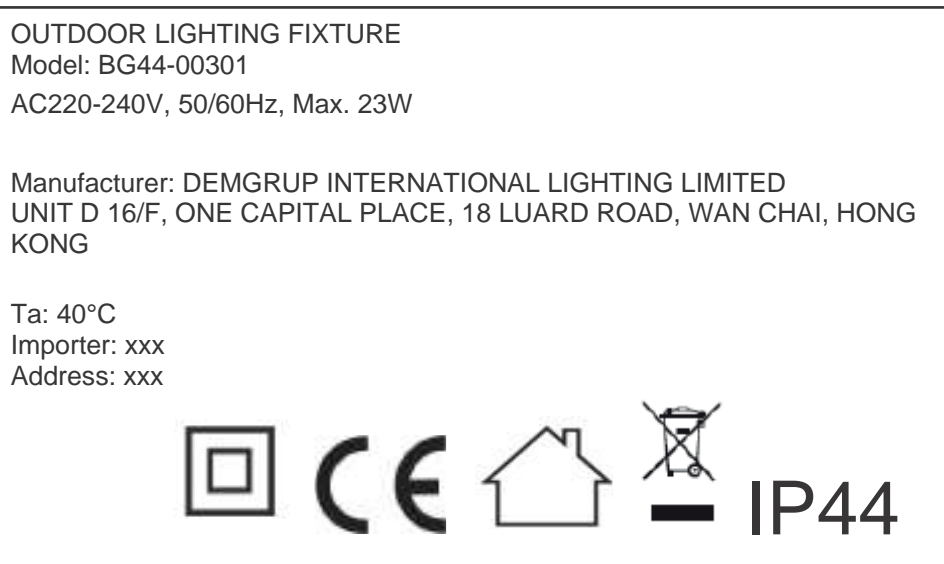 OUTDOOR LIGHTING FIXTURE
Model: BG44-00301
AC220-240V, 50/60Hz, Max. 23W
Manufacturer: DEMGRUP INTERNATIONAL LIGHTING LIMITED
UNIT D 16/F, ONE CAPITAL PLACE, 18 LUARD ROAD, WAN CHAI, HONG
KONG
Ta: 40°C
Importer: xxx
Address: xxx
CE IP44